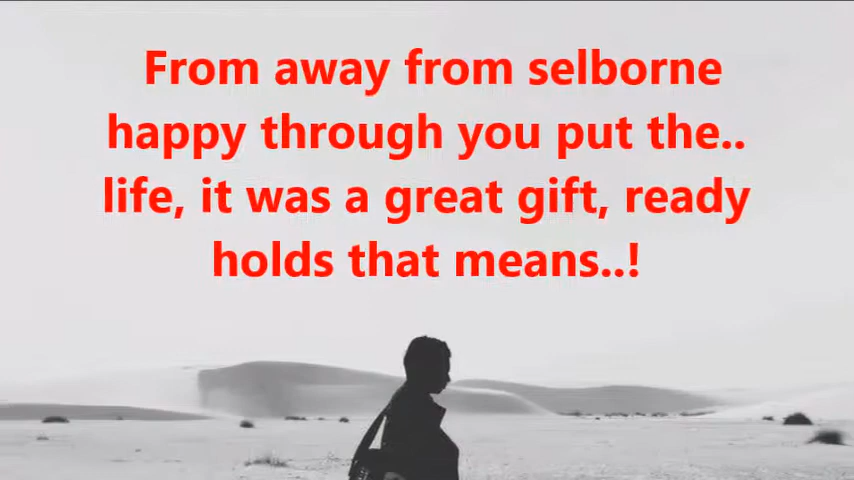 From away from selborne
happy through you put the..
life, it was a great gift, ready
holds that means..!